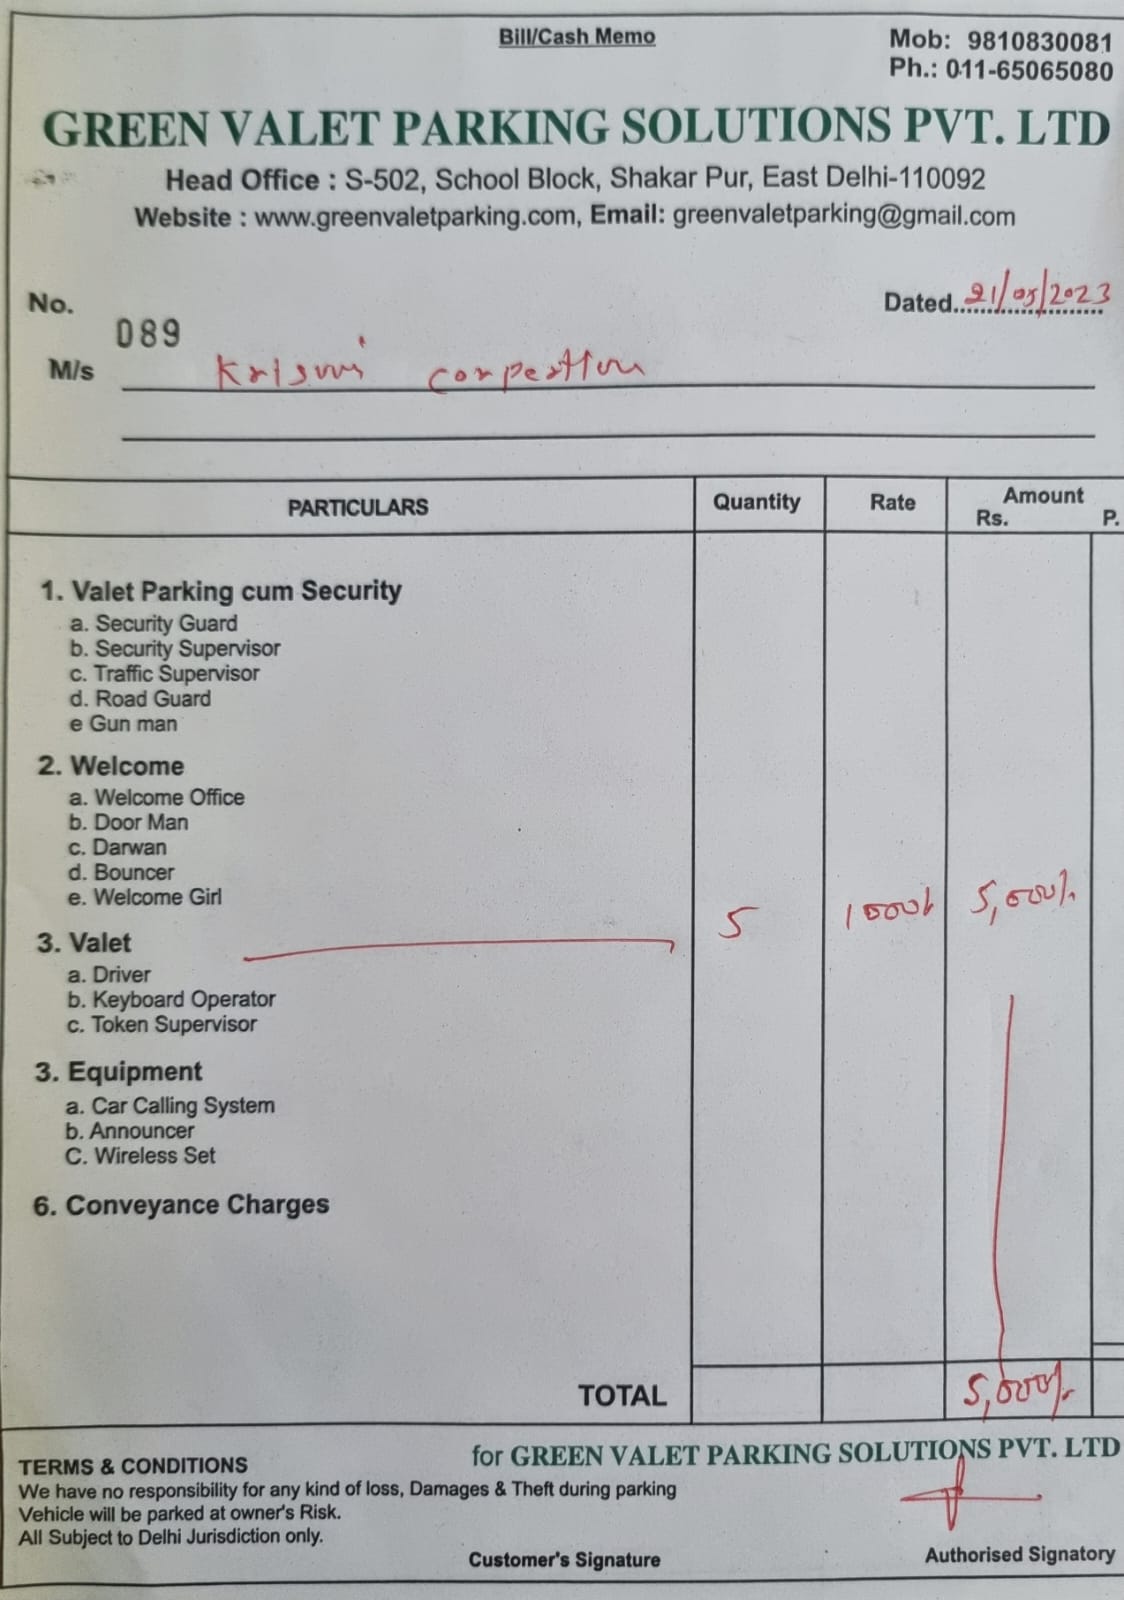 Bill/Cash Memo
Mob: 9810830081
Ph.: 011-65065080
GREEN VALET PARKING SOLUTIONS PVT. LTD
Head Office : S-502, School Block, Shakar Pur, East Delhi-110092
Website : www.greenvaletparking.com, Email: greenvaletparking@gmail.com
No. 089
Dated 21/05/2023
M/s
PARTICULARS Quantity Rate Amount
Rs. P.
1. Valet Parking cum Security
a. Security Guard
b. Security Supervisor
c. Traffic Supervisor
d. Road Guard
e Gun man
2. Welcome
a. Welcome Office
b. Door Man
c. Darwan
d. Bouncer
e. Welcome Girl
3. Valet 5 1000/- 5,000/-
a. Driver
b. Keyboard Operator
c. Token Supervisor
3. Equipment
a. Car Calling System
b. Announcer
C. Wireless Set
6. Conveyance Charges
TOTAL 5,000/-
for GREEN VALET PARKING SOLUTIONS PVT. LTD
TERMS & CONDITIONS
We have no responsibility for any kind of loss, Damages & Theft during parking
Vehicle will be parked at owner's Risk.
All Subject to Delhi Jurisdiction only.
Customer's Signature
Authorised Signatory